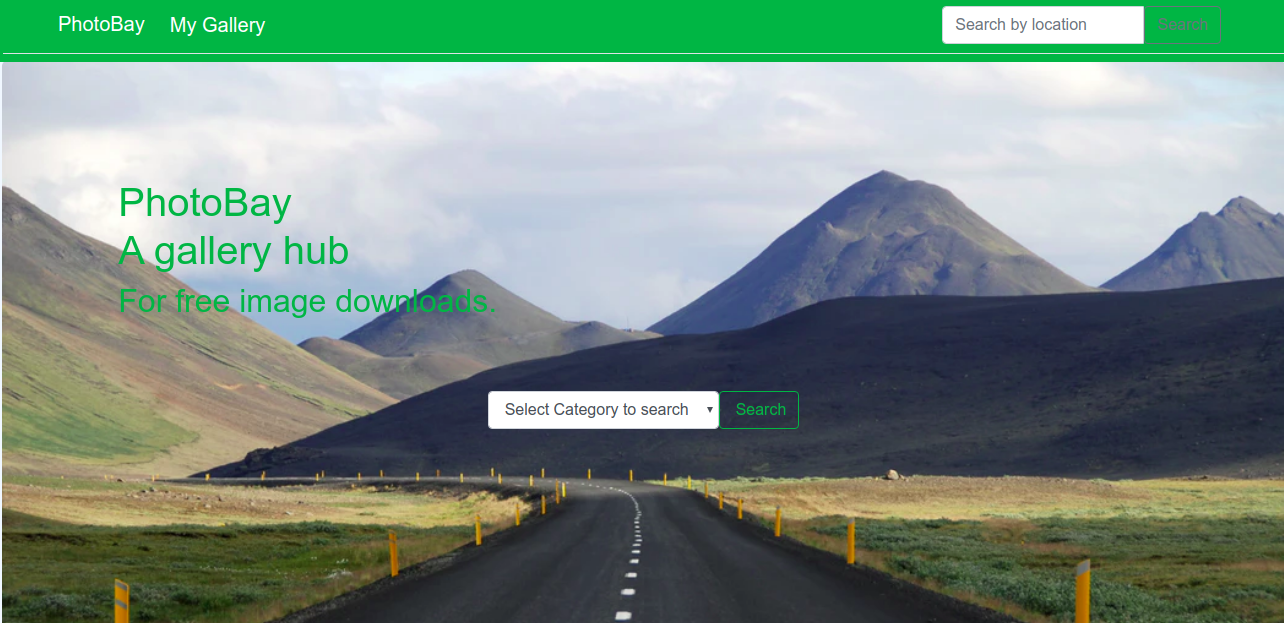 PhotoBay My Gallery Search by location Search
PhotoBay
A gallery hub
For free image downloads.
Select Category to search Search